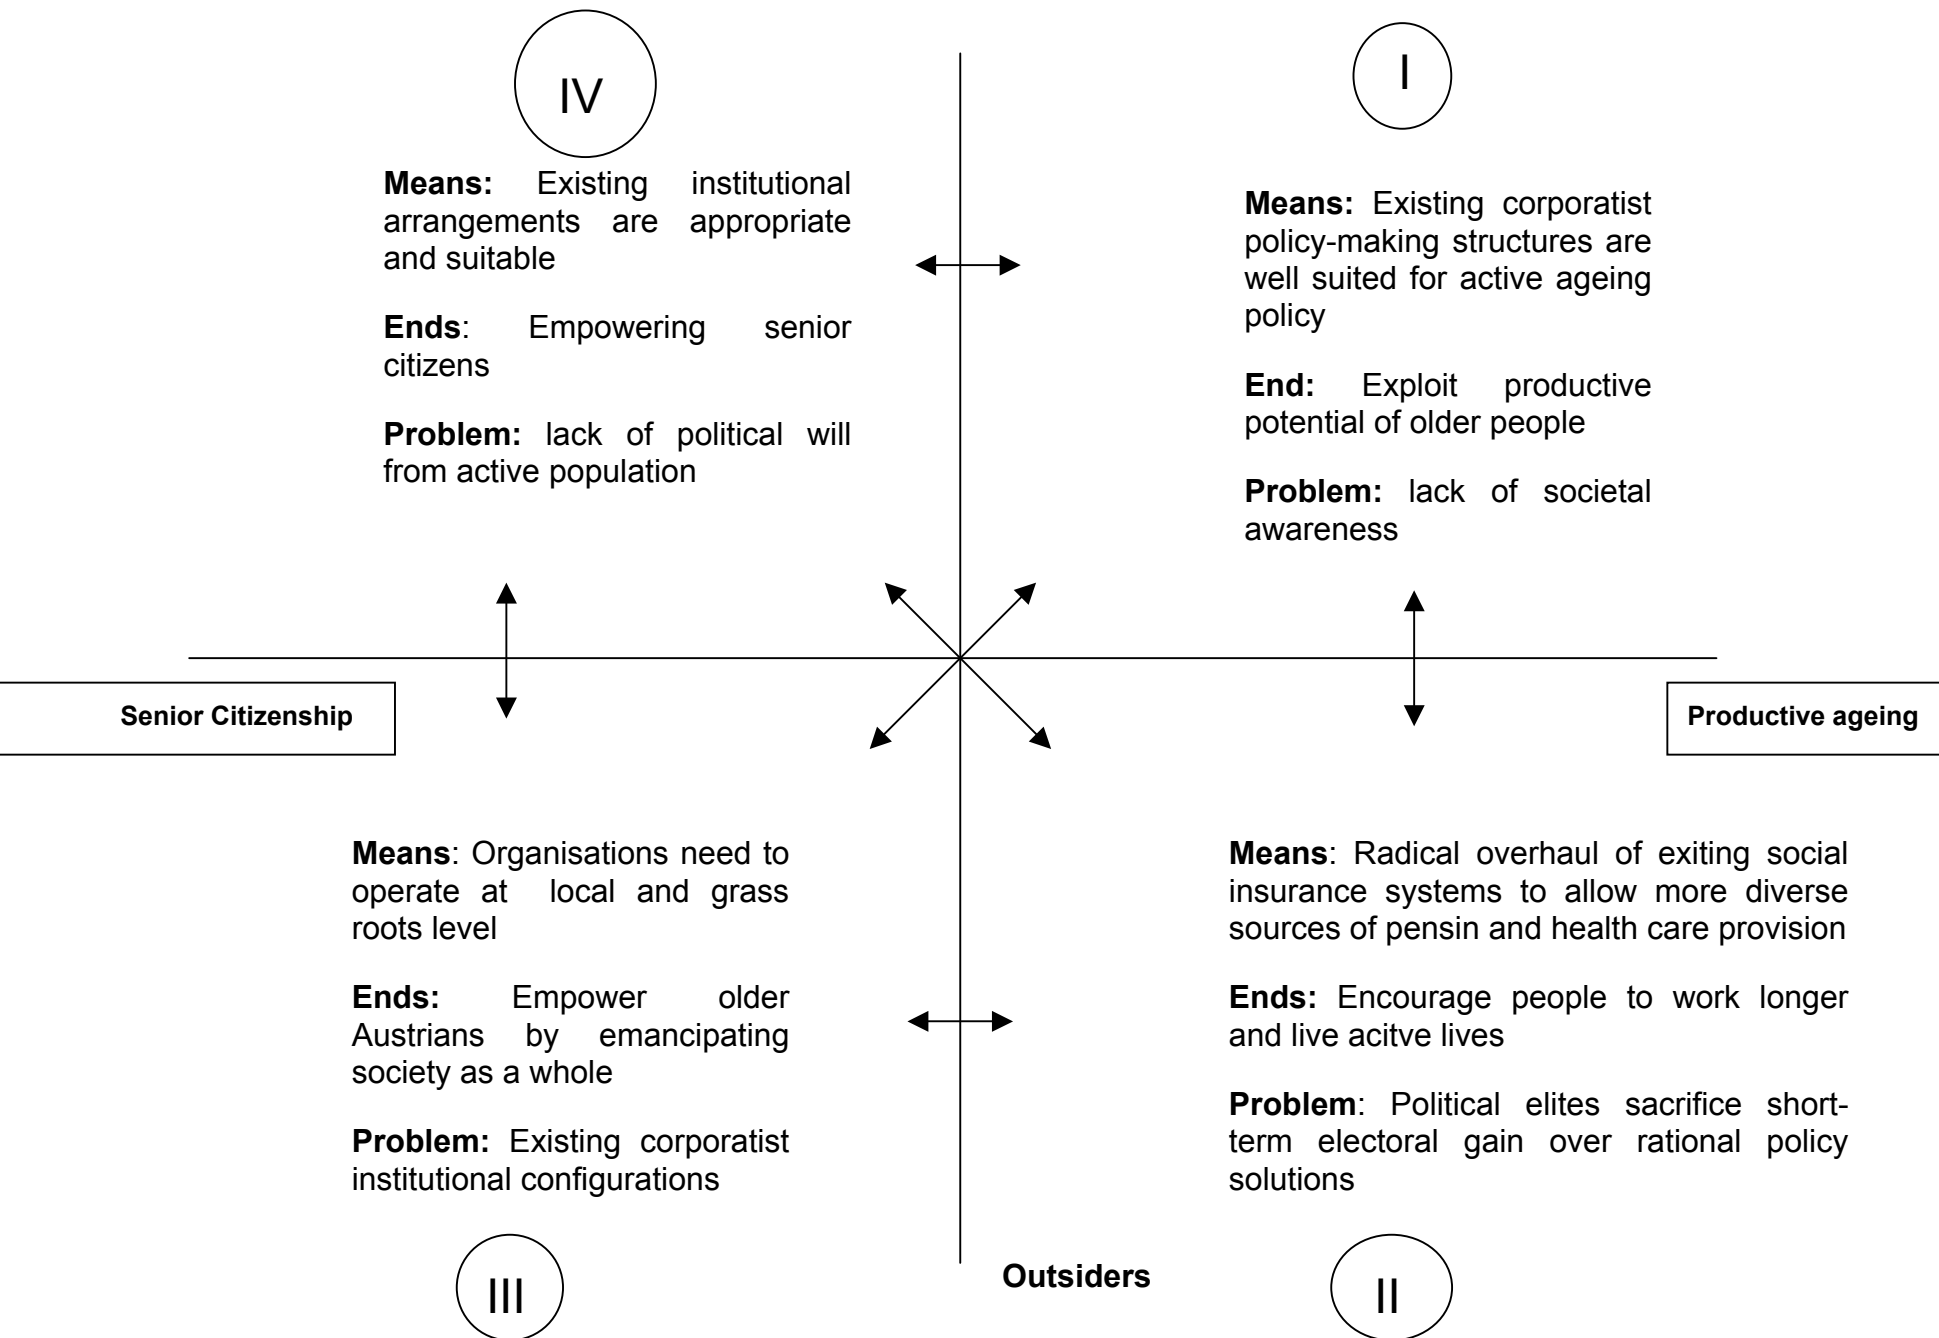 IV
Means: Existing institutional
arrangements are appropriate
and suitable
Ends: Empowering senior
citizens
Problem: lack of political will
from active population
I
Means: Existing corporatist
policy-making structures are
well suited for active ageing
policy
End: Exploit productive
potential of older people
Problem: lack of societal
awareness
Senior Citizenship
Productive ageing
Means: Organisations need to
operate at local and grass
roots level
Ends: Empower older
Austrians by emancipating
society as a whole
Problem: Existing corporatist
institutional configurations
III
Means: Radical overhaul of exiting social
insurance systems to allow more diverse
sources of pensin and health care provision
Ends: Encourage people to work longer
and live acitve lives
Problem: Political elites sacrifice short-
term electoral gain over rational policy
solutions
Outsiders
II